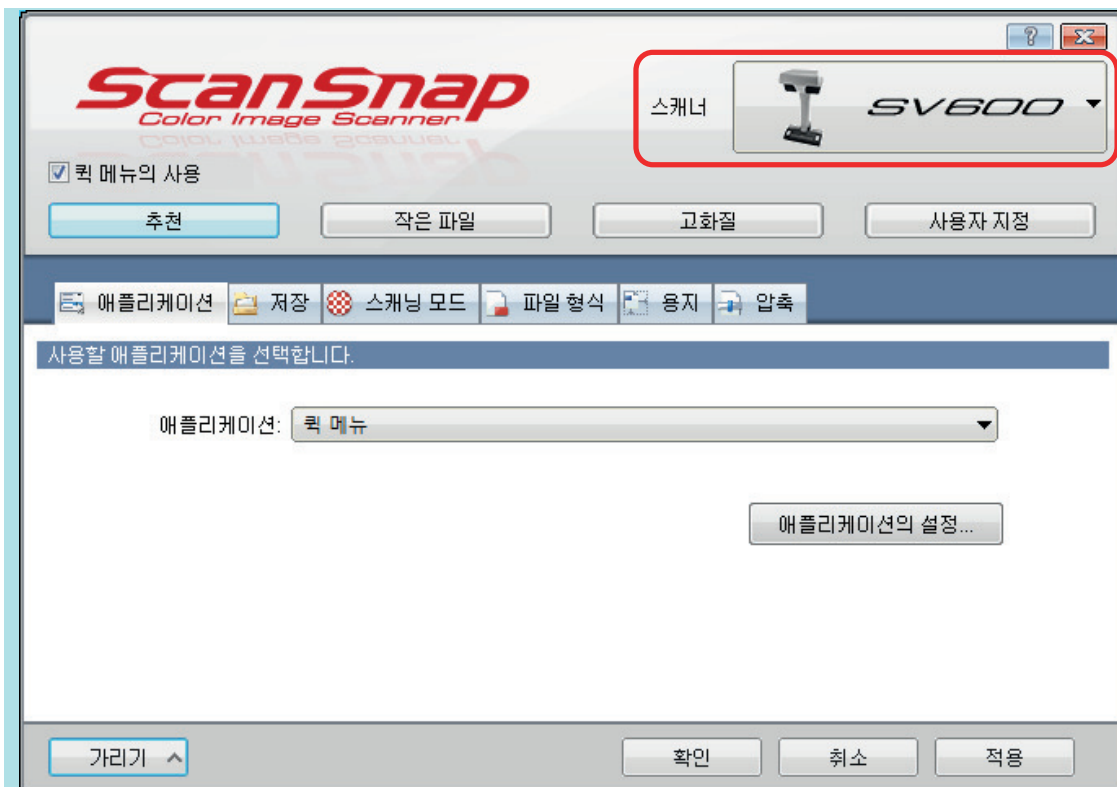 ScanSnap
Color Image Scanner
스캐너
SV600
퀵 메뉴의 사용
추천
작은 파일
고화질
사용자 지정
애플리케이션
저장
스캐닝 모드
파일 형식
용지
압축
사용할 애플리케이션을 선택합니다.
애플리케이션: 퀵 메뉴
애플리케이션의 설정...
가리기
확인
취소
적용